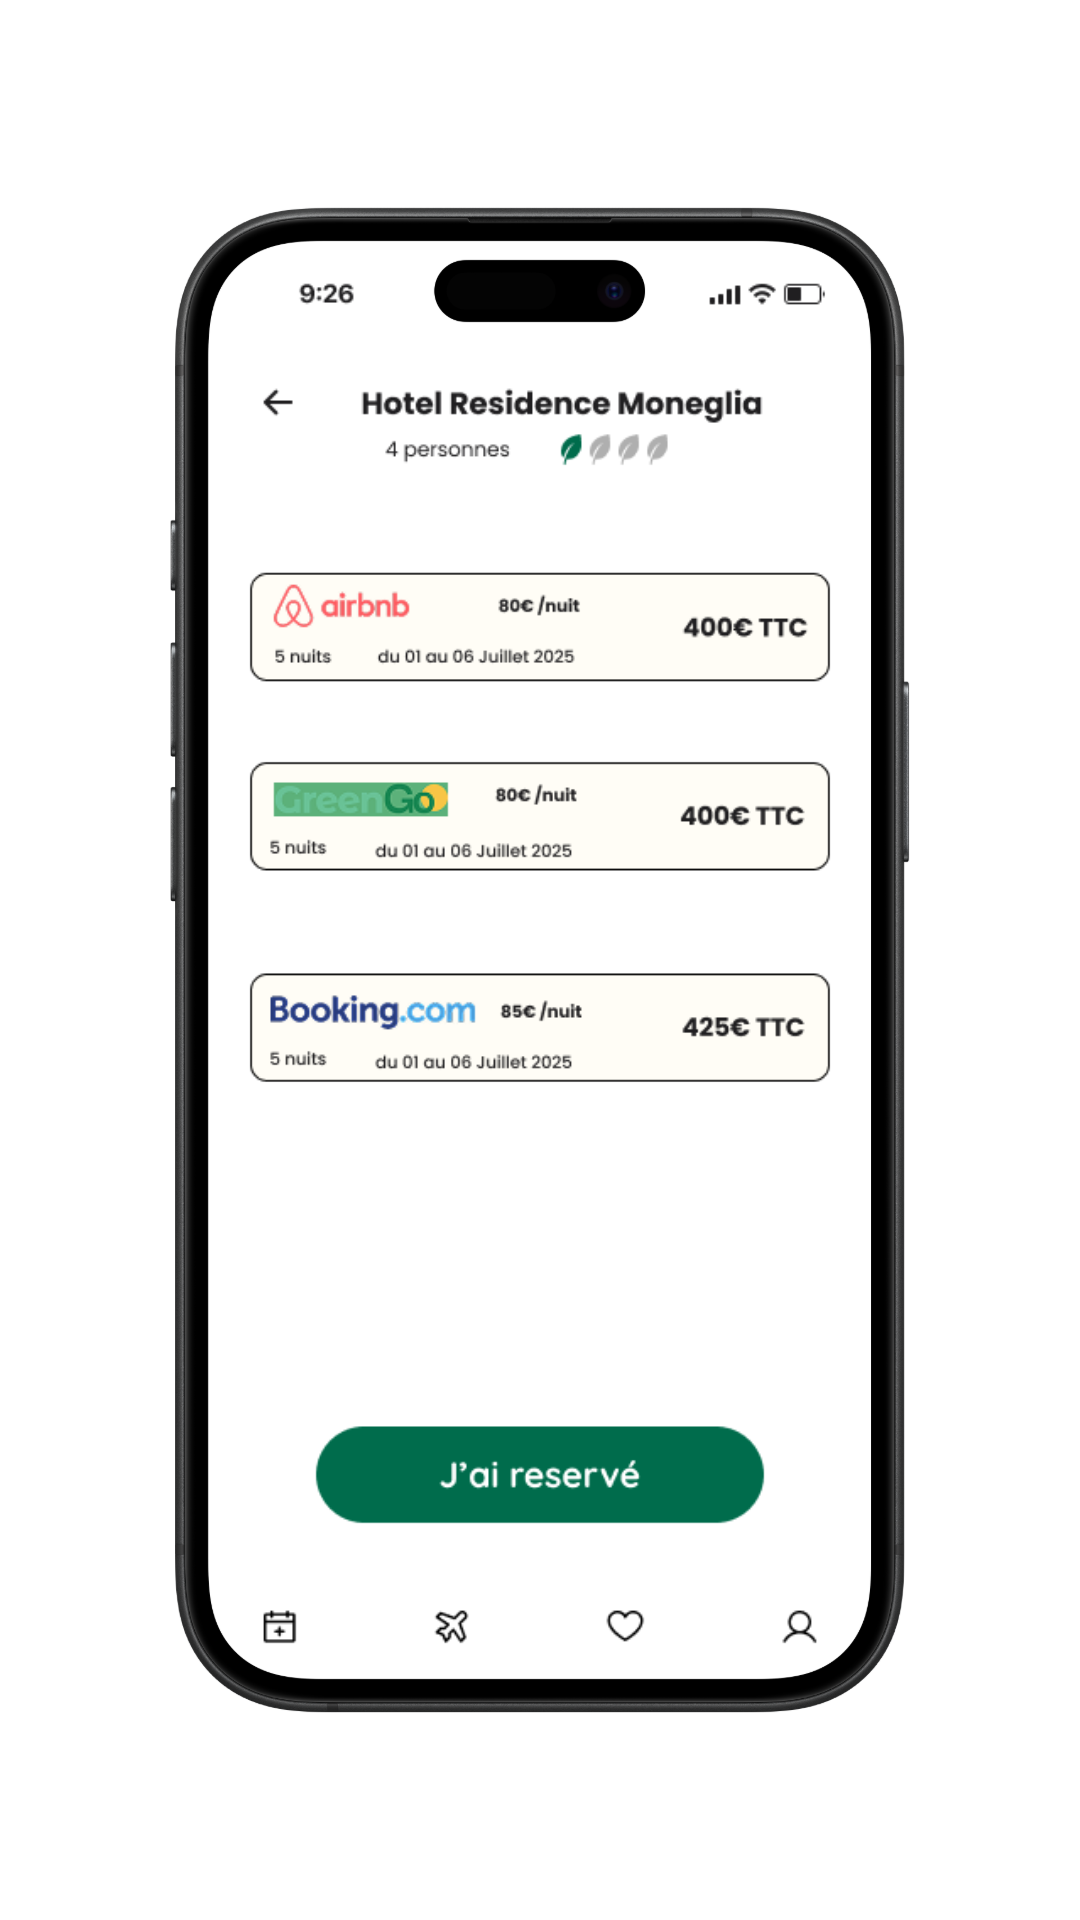 9:26
Hotel Residence Moneglia
4 personnes
airbnb 80€ /nuit
400€ TTC
5 nuits du 01 au 06 Juillet 2025
GreenGo 80€ /nuit
400€ TTC
5 nuits du 01 au 06 Juillet 2025
Booking.com 85€ /nuit
425€ TTC
5 nuits du 01 au 06 Juillet 2025
J'ai reservé